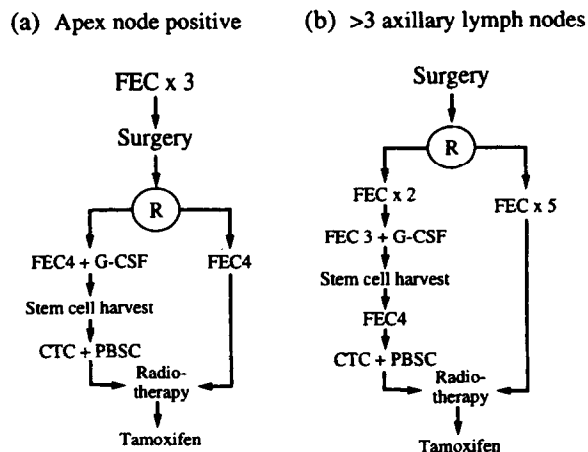 (a) Apex node positive
FEC x 3
Surgery
R
FEC4 + G-CSF
FEC4
Stem cell harvest
CTC + PBSC
Radio-
therapy
Tamoxifen
(b) >3 axillary lymph nodes
Surgery
R
FEC x 2
FEC x 5
FEC 3 + G-CSF
Stem cell harvest
FEC4
CTC + PBSC
Radio-
therapy
Tamoxifen